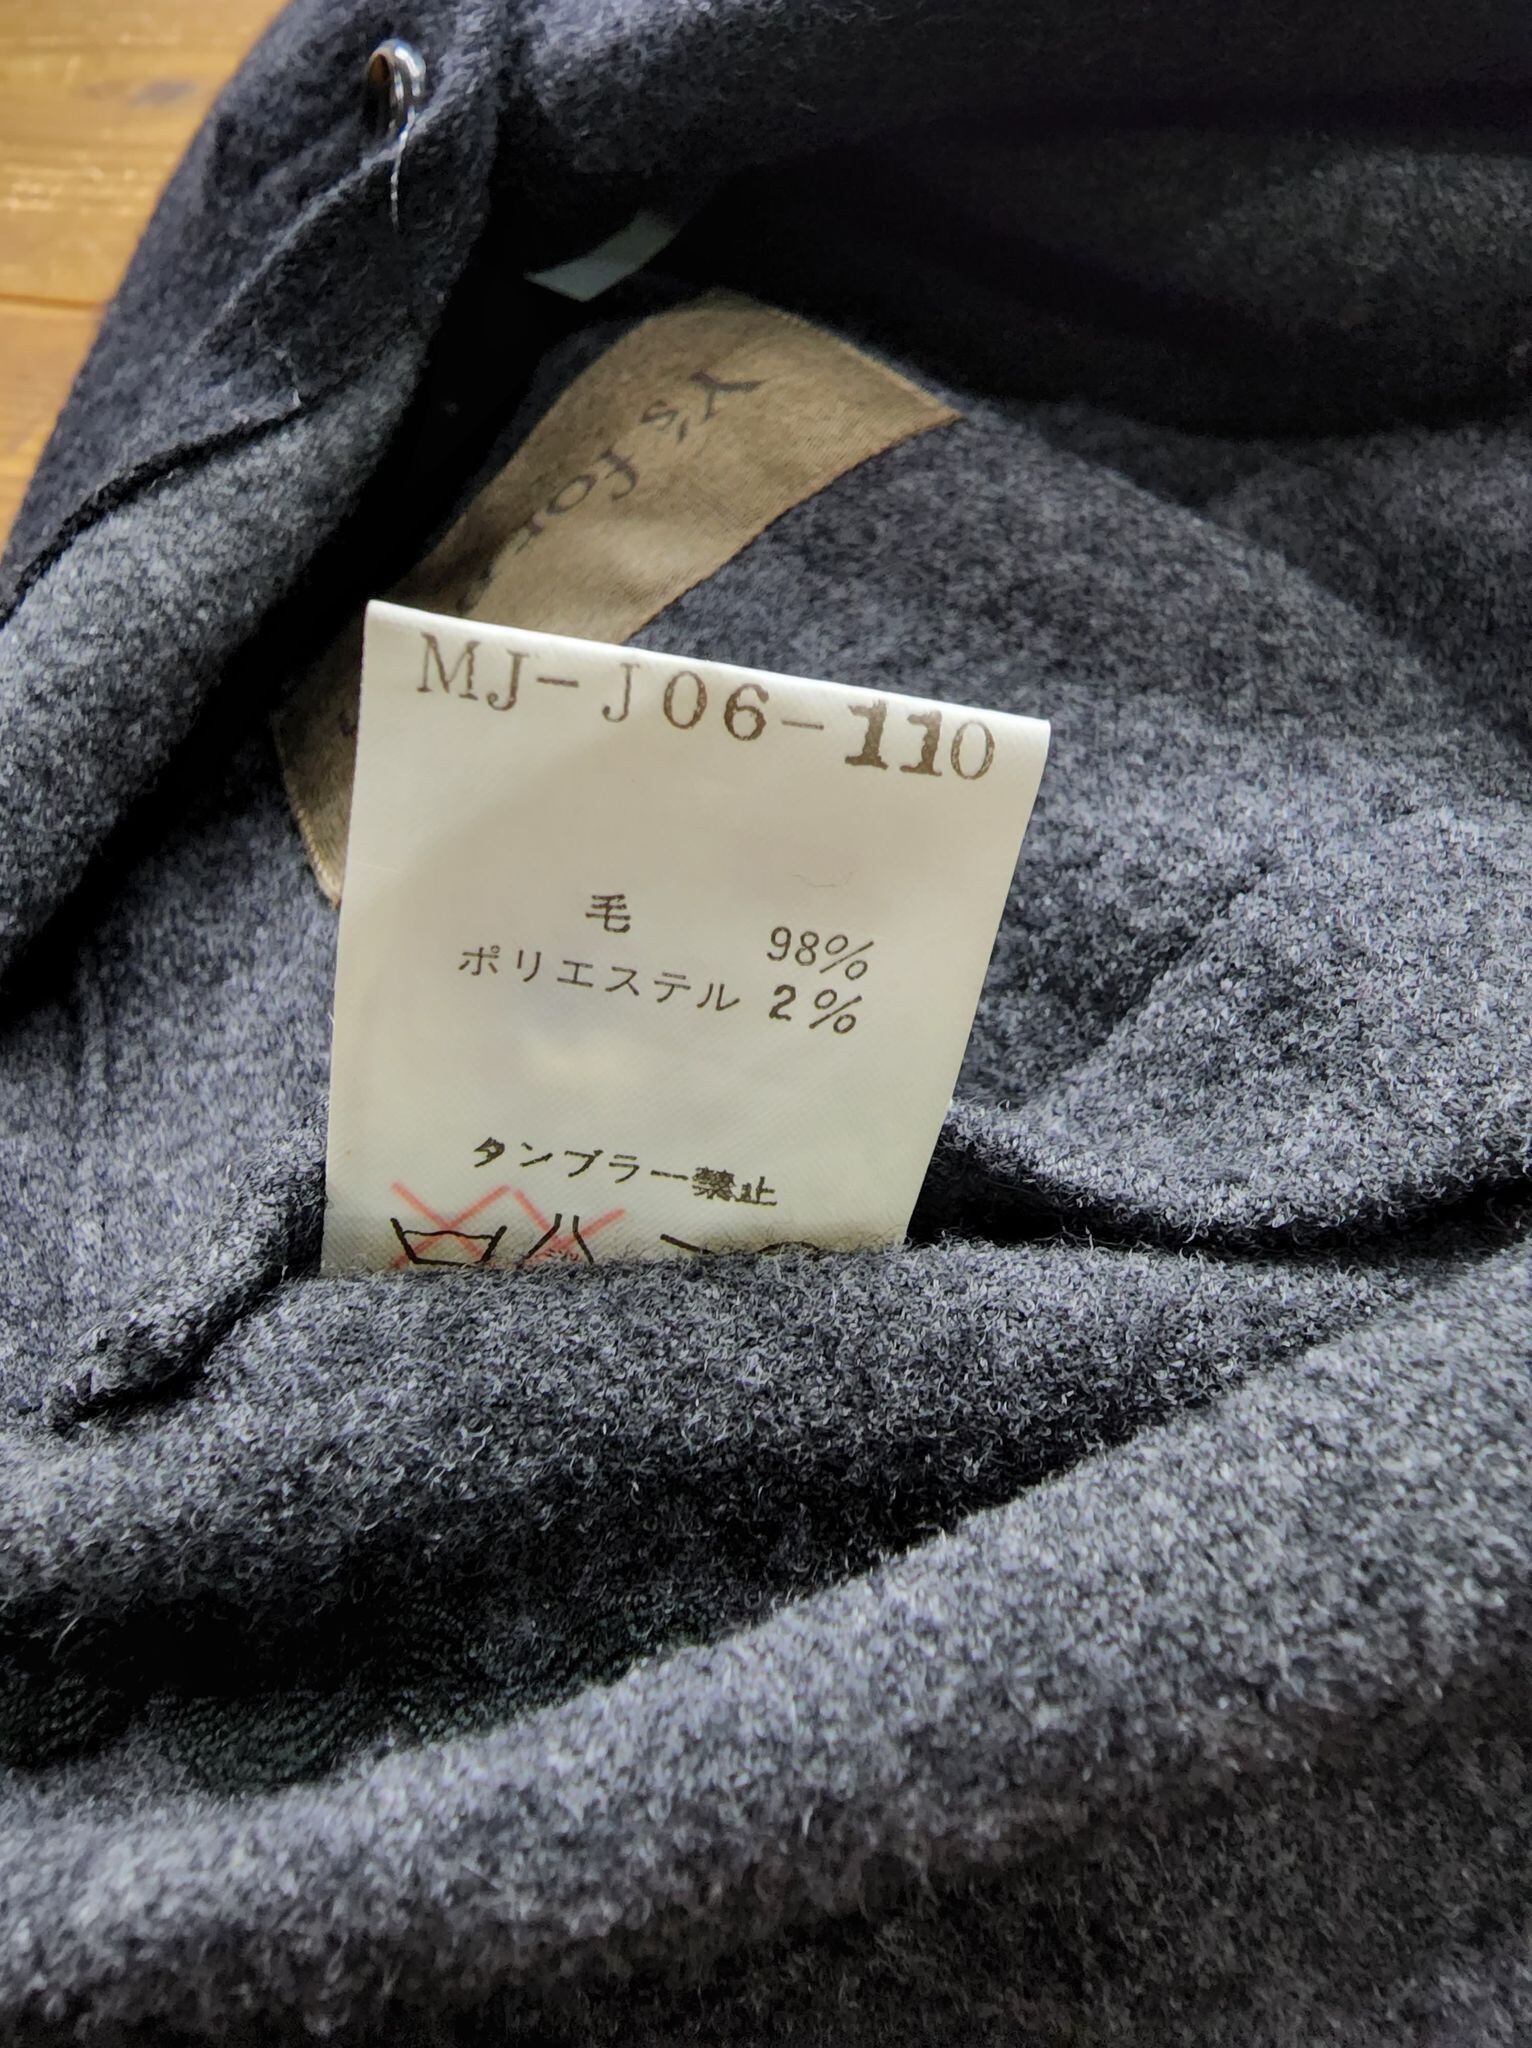 Y's for
MJ-J06-110
毛 98%
ポリエステル 2%
タンブラー禁止